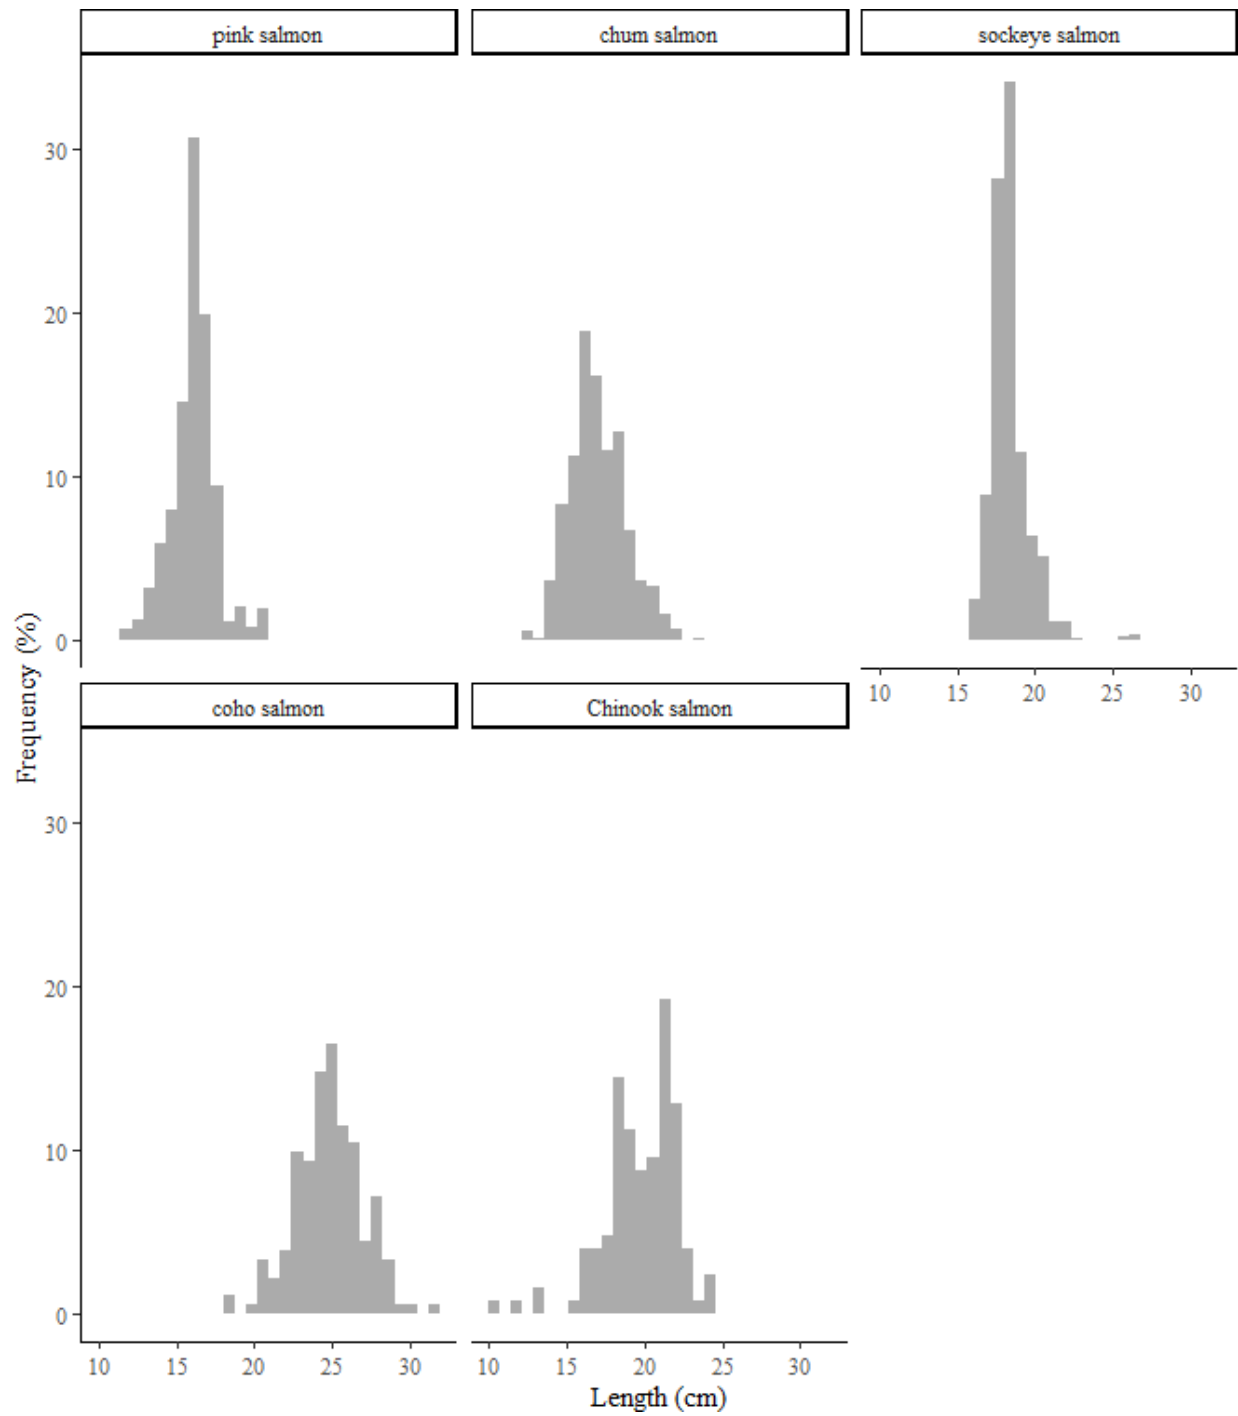 pink salmon
chum salmon
sockeye salmon
30
20
10
0
10 15 20 25 30
Frequency (%)
coho salmon
Chinook salmon
30
20
10
0
10 15 20 25 30
10 15 20 25 30
Length (cm)